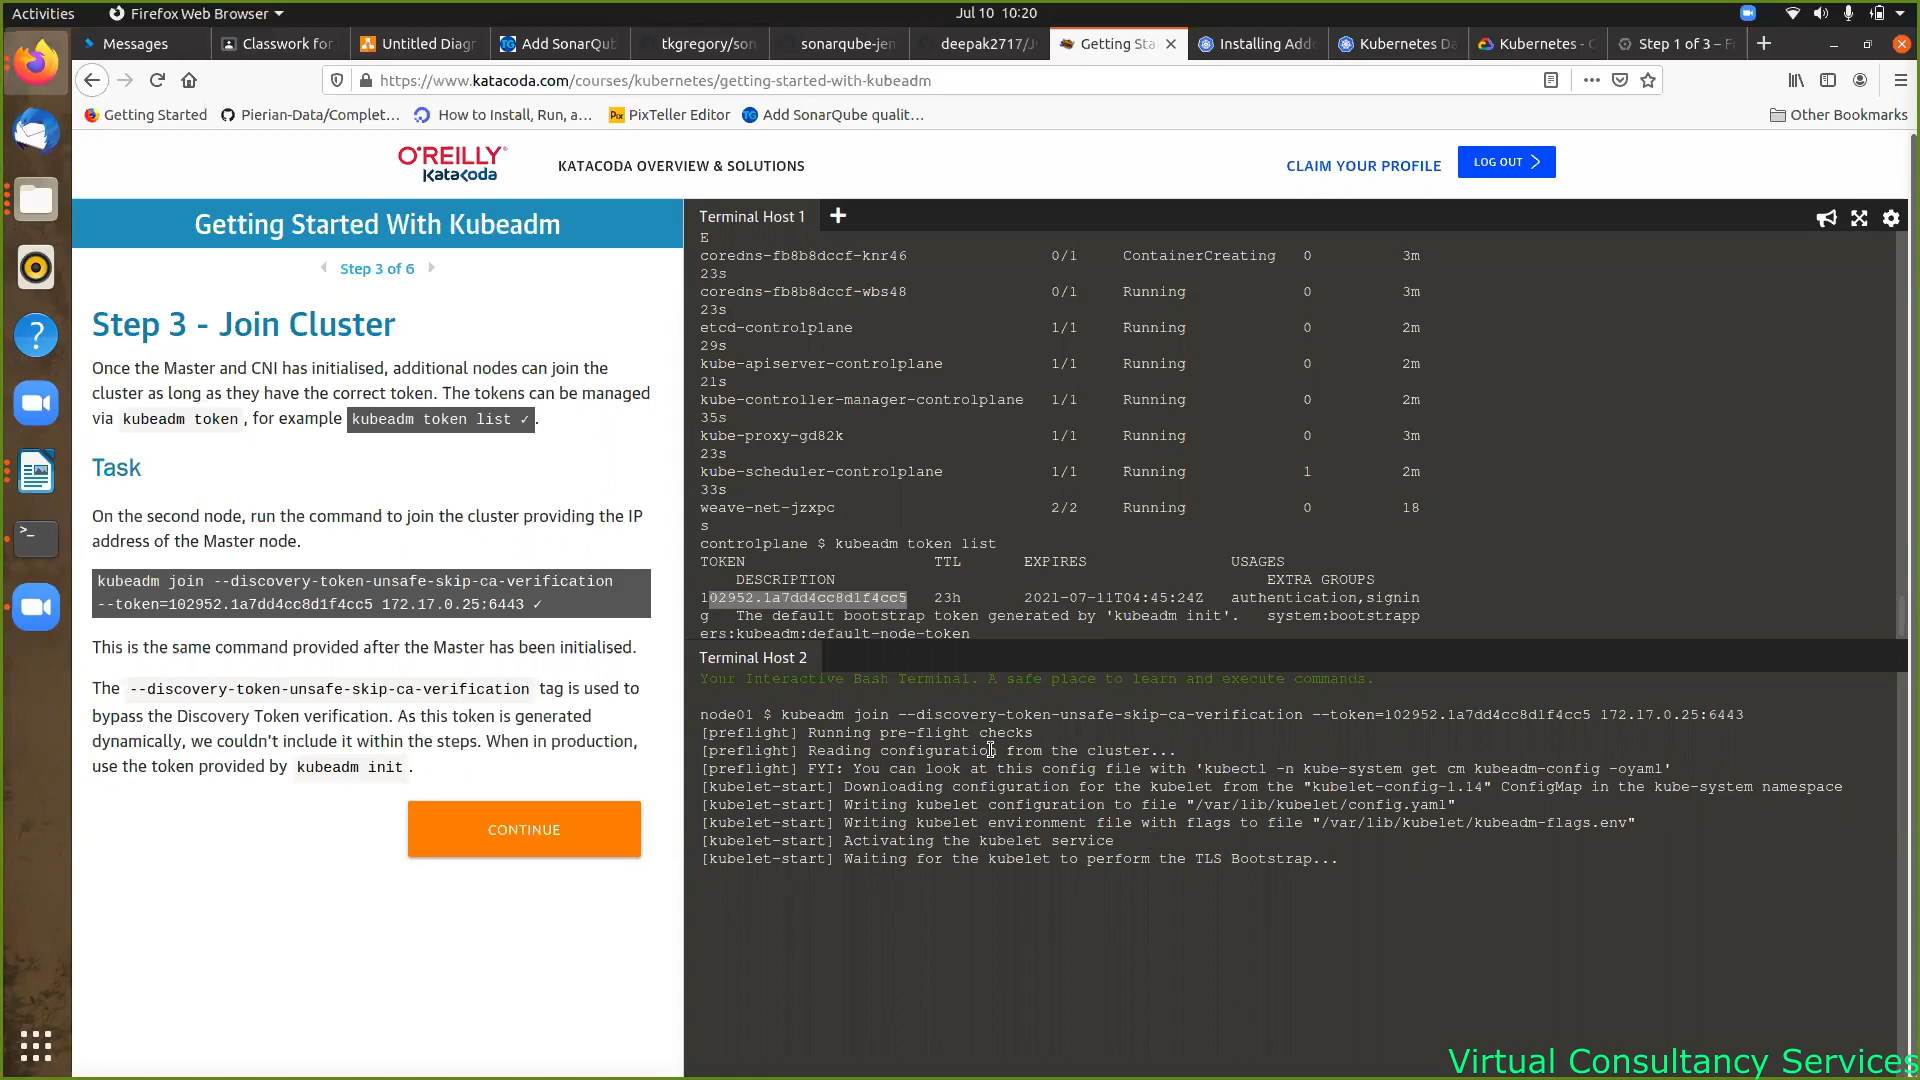 Activities
Firefox Web Browser
Jul 10 10:20
Messages
Classwork for
Untitled Diagr
Add SonarQub
tkgregory/son
sonarqube-jen
deepak2717/J
Getting Sta
Installing Addo
Kubernetes Da
Kubernetes - C
Step 1 of 3 – F
https://www.katacoda.com/courses/kubernetes/getting-started-with-kubeadm
Getting Started
Pierian-Data/Complet…
How to Install, Run, a…
Pix
PixTeller Editor
Add SonarQube qualit…
Other Bookmarks
O'REILLY
Katacoda
KATACODA OVERVIEW & SOLUTIONS
CLAIM YOUR PROFILE
LOG OUT
Getting Started With Kubeadm
Step 3 of 6
Step 3 - Join Cluster
Once the Master and CNI has initialised, additional nodes can join the
cluster as long as they have the correct token. The tokens can be managed
via kubeadm token, for example kubeadm token list ✓.
Task
On the second node, run the command to join the cluster providing the IP
address of the Master node.
kubeadm join --discovery-token-unsafe-skip-ca-verification
--token=102952.1a7dd4cc8d1f4cc5 172.17.0.25:6443 ✓
This is the same command provided after the Master has been initialised.
The --discovery-token-unsafe-skip-ca-verification tag is used to
bypass the Discovery Token verification. As this token is generated
dynamically, we couldn't include it within the steps. When in production,
use the token provided by kubeadm init.
CONTINUE
Terminal Host 1
E
coredns-fb8b8dccf-knr46 0/1 ContainerCreating 0 3m
23s
coredns-fb8b8dccf-wbs48 0/1 Running 0 3m
23s
etcd-controlplane 1/1 Running 0 2m
29s
kube-apiserver-controlplane 1/1 Running 0 2m
21s
kube-controller-manager-controlplane 1/1 Running 0 2m
35s
kube-proxy-gd82k 1/1 Running 0 3m
23s
kube-scheduler-controlplane 1/1 Running 1 2m
33s
weave-net-jzxpc 2/2 Running 0 18
s
controlplane $ kubeadm token list
TOKEN TTL EXPIRES USAGES
DESCRIPTION EXTRA GROUPS
102952.1a7dd4cc8d1f4cc5 23h 2021-07-11T04:45:24Z authentication,signin
g The default bootstrap token generated by 'kubeadm init'. system:bootstrapp
ers:kubeadm:default-node-token
Terminal Host 2
Your Interactive Bash Terminal. A safe place to learn and execute commands.
node01 $ kubeadm join --discovery-token-unsafe-skip-ca-verification --token=102952.1a7dd4cc8d1f4cc5 172.17.0.25:6443
[preflight] Running pre-flight checks
[preflight] Reading configuration from the cluster...
[preflight] FYI: You can look at this config file with 'kubectl -n kube-system get cm kubeadm-config -oyaml'
[kubelet-start] Downloading configuration for the kubelet from the "kubelet-config-1.14" ConfigMap in the kube-system namespace
[kubelet-start] Writing kubelet configuration to file "/var/lib/kubelet/config.yaml"
[kubelet-start] Writing kubelet environment file with flags to file "/var/lib/kubelet/kubeadm-flags.env"
[kubelet-start] Activating the kubelet service
[kubelet-start] Waiting for the kubelet to perform the TLS Bootstrap...
Virtual Consultancy Services